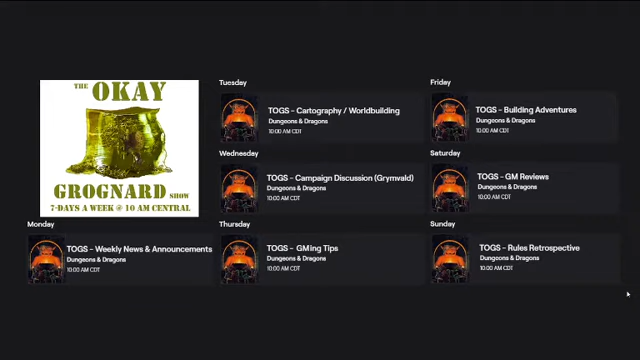 THE OKAY
GROGNARD SHOW
7-DAYS A WEEK @ 10 AM CENTRAL
Monday
TOGS - Weekly News & Announcements
Dungeons & Dragons
10:00 AM CDT
Tuesday
TOGS - Cartography / Worldbuilding
Dungeons & Dragons
10:00 AM CDT
Wednesday
TOGS - Campaign Discussion (Grymvald)
Dungeons & Dragons
10:00 AM CDT
Thursday
TOGS - GMing Tips
Dungeons & Dragons
10:00 AM CDT
Friday
TOGS - Building Adventures
Dungeons & Dragons
10:00 AM CDT
Saturday
TOGS - GM Reviews
Dungeons & Dragons
10:00 AM CDT
Sunday
TOGS - Rules Retrospective
Dungeons & Dragons
10:00 AM CDT